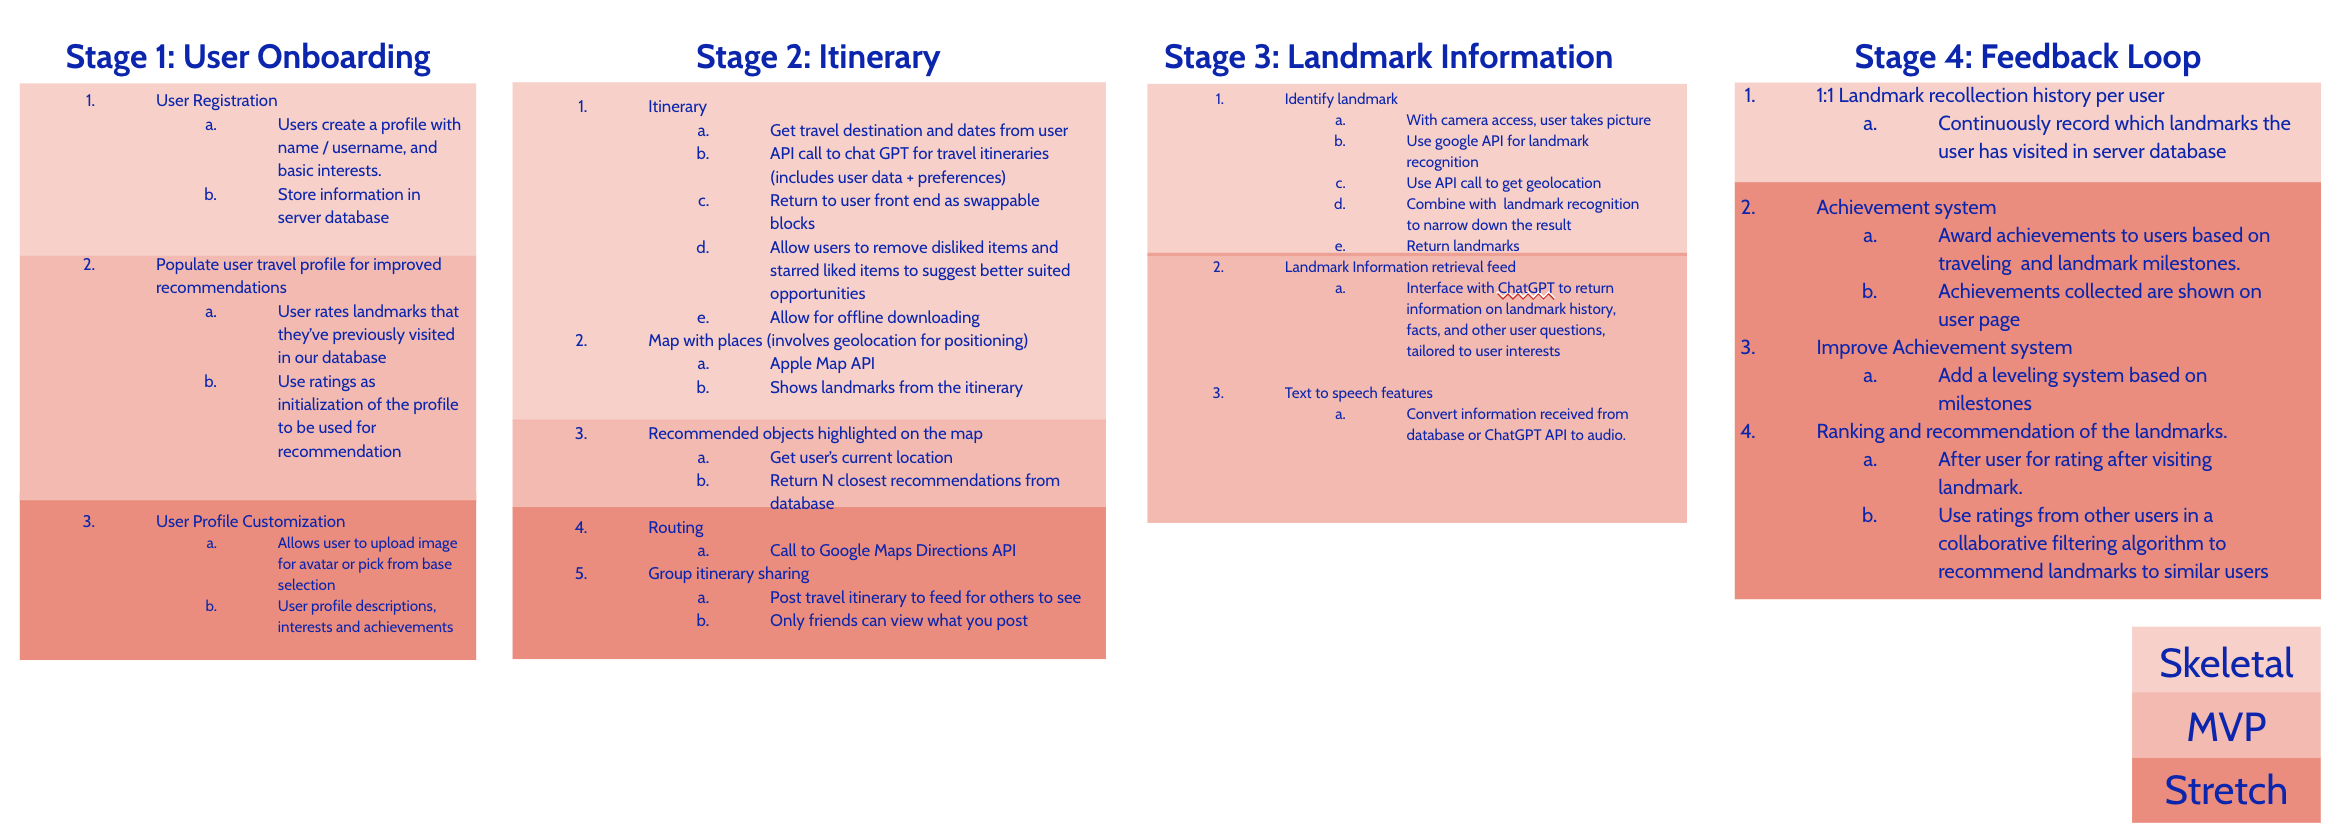 Stage 1: User Onboarding
1. User Registration
a. Users create a profile with
name / username, and
basic interests.
b. Store information in
server database
2. Populate user travel profile for improved
recommendations
a. User rates landmarks that
they've previously visited
in our database
b. Use ratings as
initialization of the profile
to be used for
recommendation
3. User Profile Customization
a. Allows user to upload image
for avatar or pick from base
selection
b. User profile descriptions,
interests and achievements
Stage 2: Itinerary
1. Itinerary
a. Get travel destination and dates from user
b. API call to chat GPT for travel itineraries
(includes user data + preferences)
c. Return to user front end as swappable
blocks
d. Allow users to remove disliked items and
starred liked items to suggest better suited
opportunities
e. Allow for offline downloading
2. Map with places (involves geolocation for positioning)
a. Apple Map API
b. Shows landmarks from the itinerary
3. Recommended objects highlighted on the map
a. Get user's current location
b. Return N closest recommendations from
database
4. Routing
a. Call to Google Maps Directions API
5. Group itinerary sharing
a. Post travel itinerary to feed for others to see
b. Only friends can view what you post
Stage 3: Landmark Information
1. Identify landmark
a. With camera access, user takes picture
b. Use google API for landmark
recognition
c. Use API call to get geolocation
d. Combine with landmark recognition
to narrow down the result
e. Return landmarks
2. Landmark Information retrieval feed
a. Interface with ChatGPT to return
information on landmark history,
facts, and other user questions,
tailored to user interests
3. Text to speech features
a. Convert information received from
database or ChatGPT API to audio.
Stage 4: Feedback Loop
1. 1:1 Landmark recollection history per user
a. Continuously record which landmarks the
user has visited in server database
2. Achievement system
a. Award achievements to users based on
traveling and landmark milestones.
b. Achievements collected are shown on
user page
3. Improve Achievement system
a. Add a leveling system based on
milestones
4. Ranking and recommendation of the landmarks.
a. After user for rating after visiting
landmark.
b. Use ratings from other users in a
collaborative filtering algorithm to
recommend landmarks to similar users
Skeletal
MVP
Stretch